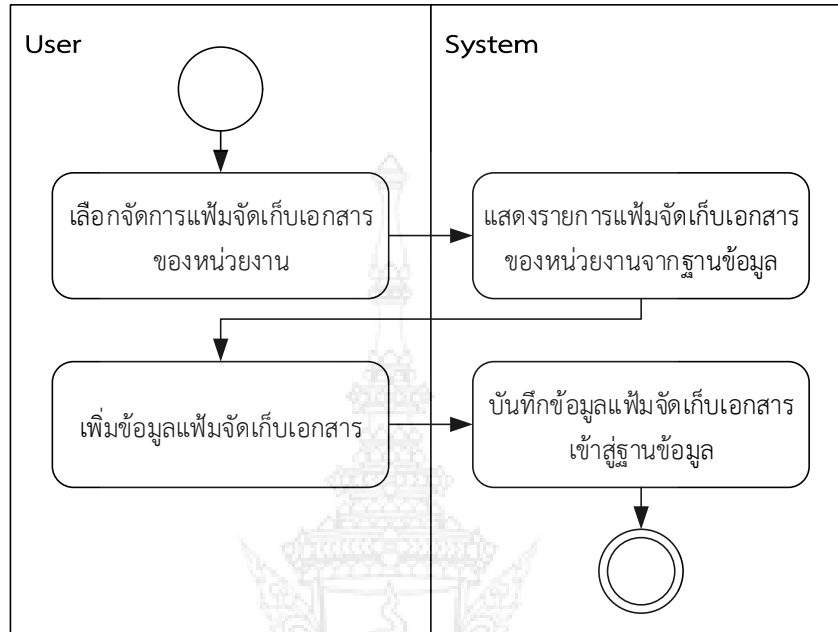 User
System
เลือกจัดการแฟ้มจัดเก็บเอกสาร
ของหน่วยงาน
แสดงรายการแฟ้มจัดเก็บเอกสาร
ของหน่วยงานจากฐานข้อมูล
เพิ่มข้อมูลแฟ้มจัดเก็บเอกสาร
บันทึกข้อมูลแฟ้มจัดเก็บเอกสาร
เข้าสู่ฐานข้อมูล